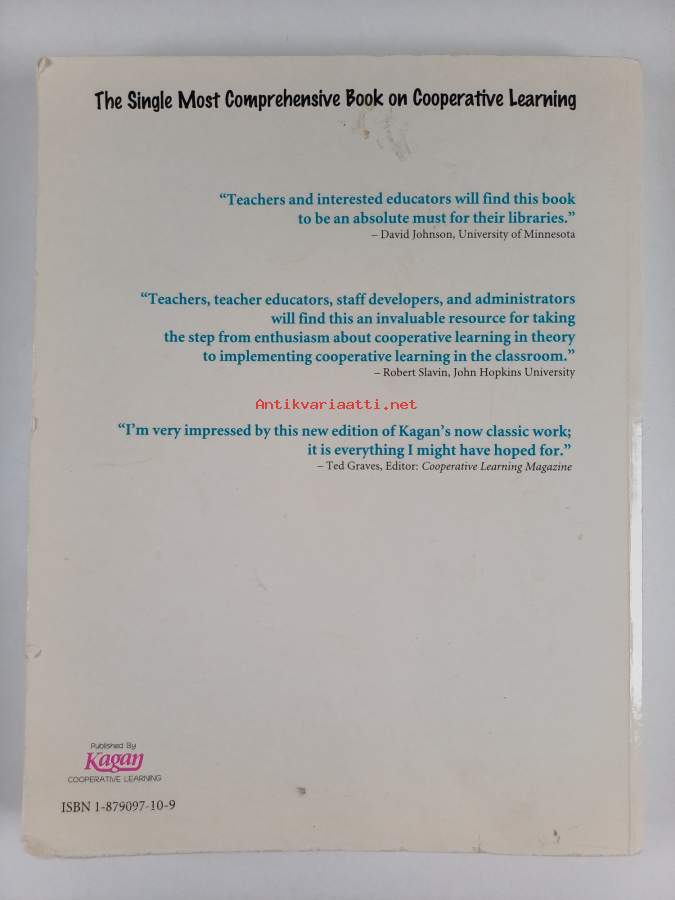 The Single Most Comprehensive Book on Cooperative Learning
“Teachers and interested educators will find this book
to be an absolute must for their libraries.”
– David Johnson, University of Minnesota
“Teachers, teacher educators, staff developers, and administrators
will find this an invaluable resource for taking
the step from enthusiasm about cooperative learning in theory
to implementing cooperative learning in the classroom.”
– Robert Slavin, John Hopkins University
Antikvariaatti.net
“I’m very impressed by this new edition of Kagan’s now classic work;
it is everything I might have hoped for.”
– Ted Graves, Editor: Cooperative Learning Magazine
Published By
Kagan
COOPERATIVE LEARNING
ISBN 1-879097-10-9